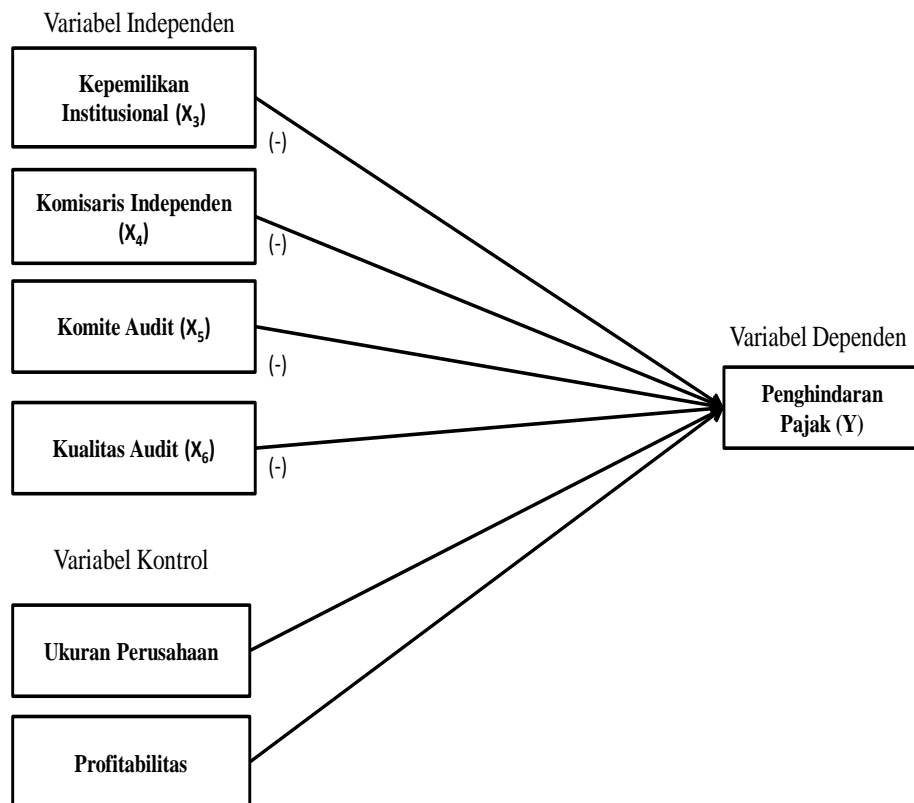 Variabel Independen
Kepemilikan
Institusional (X₃)
(-)
Komisaris Independen
(X₄)
(-)
Komite Audit (X₅)
(-)
Kualitas Audit (X₆)
(-)
Variabel Dependen
Penghindaran
Pajak (Y)
Variabel Kontrol
Ukuran Perusahaan
Profitabilitas